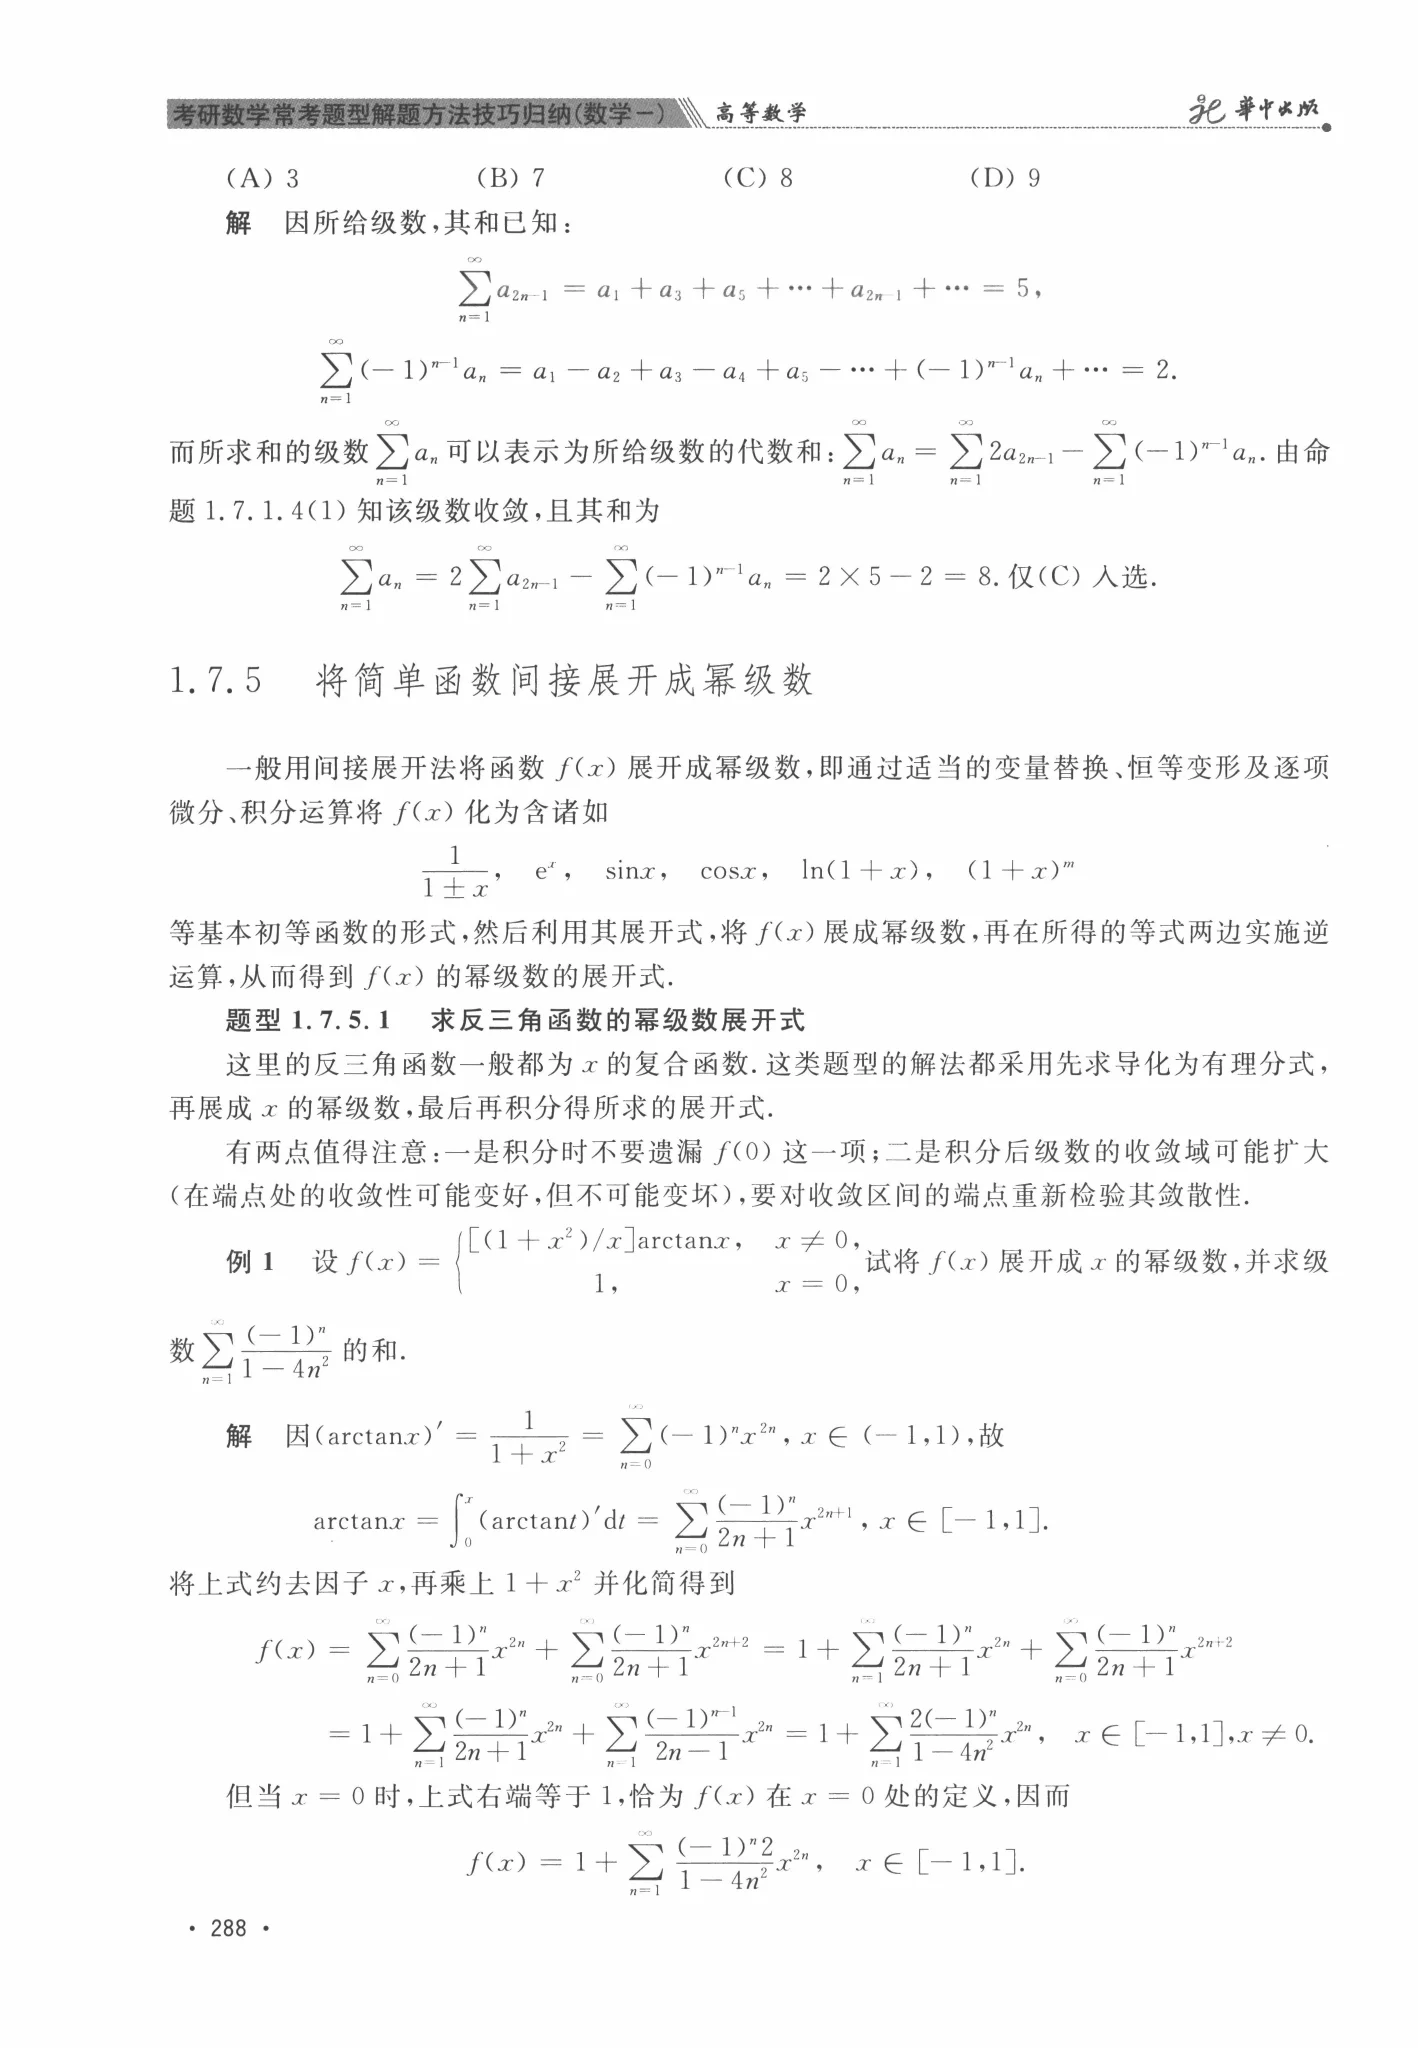 考研数学常考题型解题方法技巧归纳(数学一) 高等数学 华中出版
(A) 3 (B) 7 (C) 8 (D) 9
解 因所给级数,其和已知:
$\sum_{n=1}^{\infty} a_{2n-1} = a_1 + a_3 + a_5 + \cdots + a_{2n-1} + \cdots = 5,$
$\sum_{n=1}^{\infty} (-1)^{n-1} a_n = a_1 - a_2 + a_3 - a_4 + a_5 - \cdots + (-1)^{n-1} a_n + \cdots = 2.$
而所求和的级数 $\sum_{n=1}^{\infty} a_n$ 可以表示为所给级数的代数和: $\sum_{n=1}^{\infty} a_n = \sum_{n=1}^{\infty} 2a_{2n-1} - \sum_{n=1}^{\infty} (-1)^{n-1} a_n$. 由命
题 1.7.1.4(1) 知该级数收敛,且其和为
$\sum_{n=1}^{\infty} a_n = 2\sum_{n=1}^{\infty} a_{2n-1} - \sum_{n=1}^{\infty} (-1)^{n-1} a_n = 2 \times 5 - 2 = 8.$ 仅(C) 入选.
1.7.5 将简单函数间接展开成幂级数
一般用间接展开法将函数 f(x) 展开成幂级数,即通过适当的变量替换、恒等变形及逐项
微分、积分运算将 f(x) 化为含诸如
$\frac{1}{1 \pm x}, \quad e^x, \quad \sin x, \quad \cos x, \quad \ln(1+x), \quad (1+x)^m$
等基本初等函数的形式,然后利用其展开式,将 f(x) 展成幂级数,再在所得的等式两边实施逆
运算,从而得到 f(x) 的幂级数的展开式.
题型 1.7.5.1 求反三角函数的幂级数展开式
这里的反三角函数一般都为 x 的复合函数. 这类题型的解法都采用先求导化为有理分式,
再展成 x 的幂级数,最后再积分得所求的展开式.
有两点值得注意:一是积分时不要遗漏 f(0) 这一项;二是积分后级数的收敛域可能扩大
(在端点处的收敛性可能变好,但不可能变坏),要对收敛区间的端点重新检验其敛散性.
例 1 设 $f(x) = \begin{cases} [(1+x^2)/x]\arctan x, & x \neq 0, \\ 1, & x = 0, \end{cases}$ 试将 f(x) 展开成 x 的幂级数,并求级
数 $\sum_{n=1}^{\infty} \frac{(-1)^n}{1-4n^2}$ 的和.
解 因 $(\arctan x)' = \frac{1}{1+x^2} = \sum_{n=0}^{\infty} (-1)^n x^{2n}, x \in (-1,1)$,故
$\arctan x = \int_0^x (\arctan t)' dt = \sum_{n=0}^{\infty} \frac{(-1)^n}{2n+1} x^{2n+1}, x \in [-1,1].$
将上式约去因子 x,再乘上 $1+x^2$ 并化简得到
$f(x) = \sum_{n=0}^{\infty} \frac{(-1)^n}{2n+1} x^{2n} + \sum_{n=0}^{\infty} \frac{(-1)^n}{2n+1} x^{2n+2} = 1 + \sum_{n=1}^{\infty} \frac{(-1)^n}{2n+1} x^{2n} + \sum_{n=0}^{\infty} \frac{(-1)^n}{2n+1} x^{2n+2}$
$= 1 + \sum_{n=1}^{\infty} \frac{(-1)^n}{2n+1} x^{2n} + \sum_{n=1}^{\infty} \frac{(-1)^{n-1}}{2n-1} x^{2n} = 1 + \sum_{n=1}^{\infty} \frac{2(-1)^n}{1-4n^2} x^{2n}, \quad x \in [-1,1], x \neq 0.$
但当 x = 0 时,上式右端等于 1,恰为 f(x) 在 x = 0 处的定义,因而
$f(x) = 1 + \sum_{n=1}^{\infty} \frac{(-1)^n 2}{1-4n^2} x^{2n}, \quad x \in [-1,1].$
· 288 ·